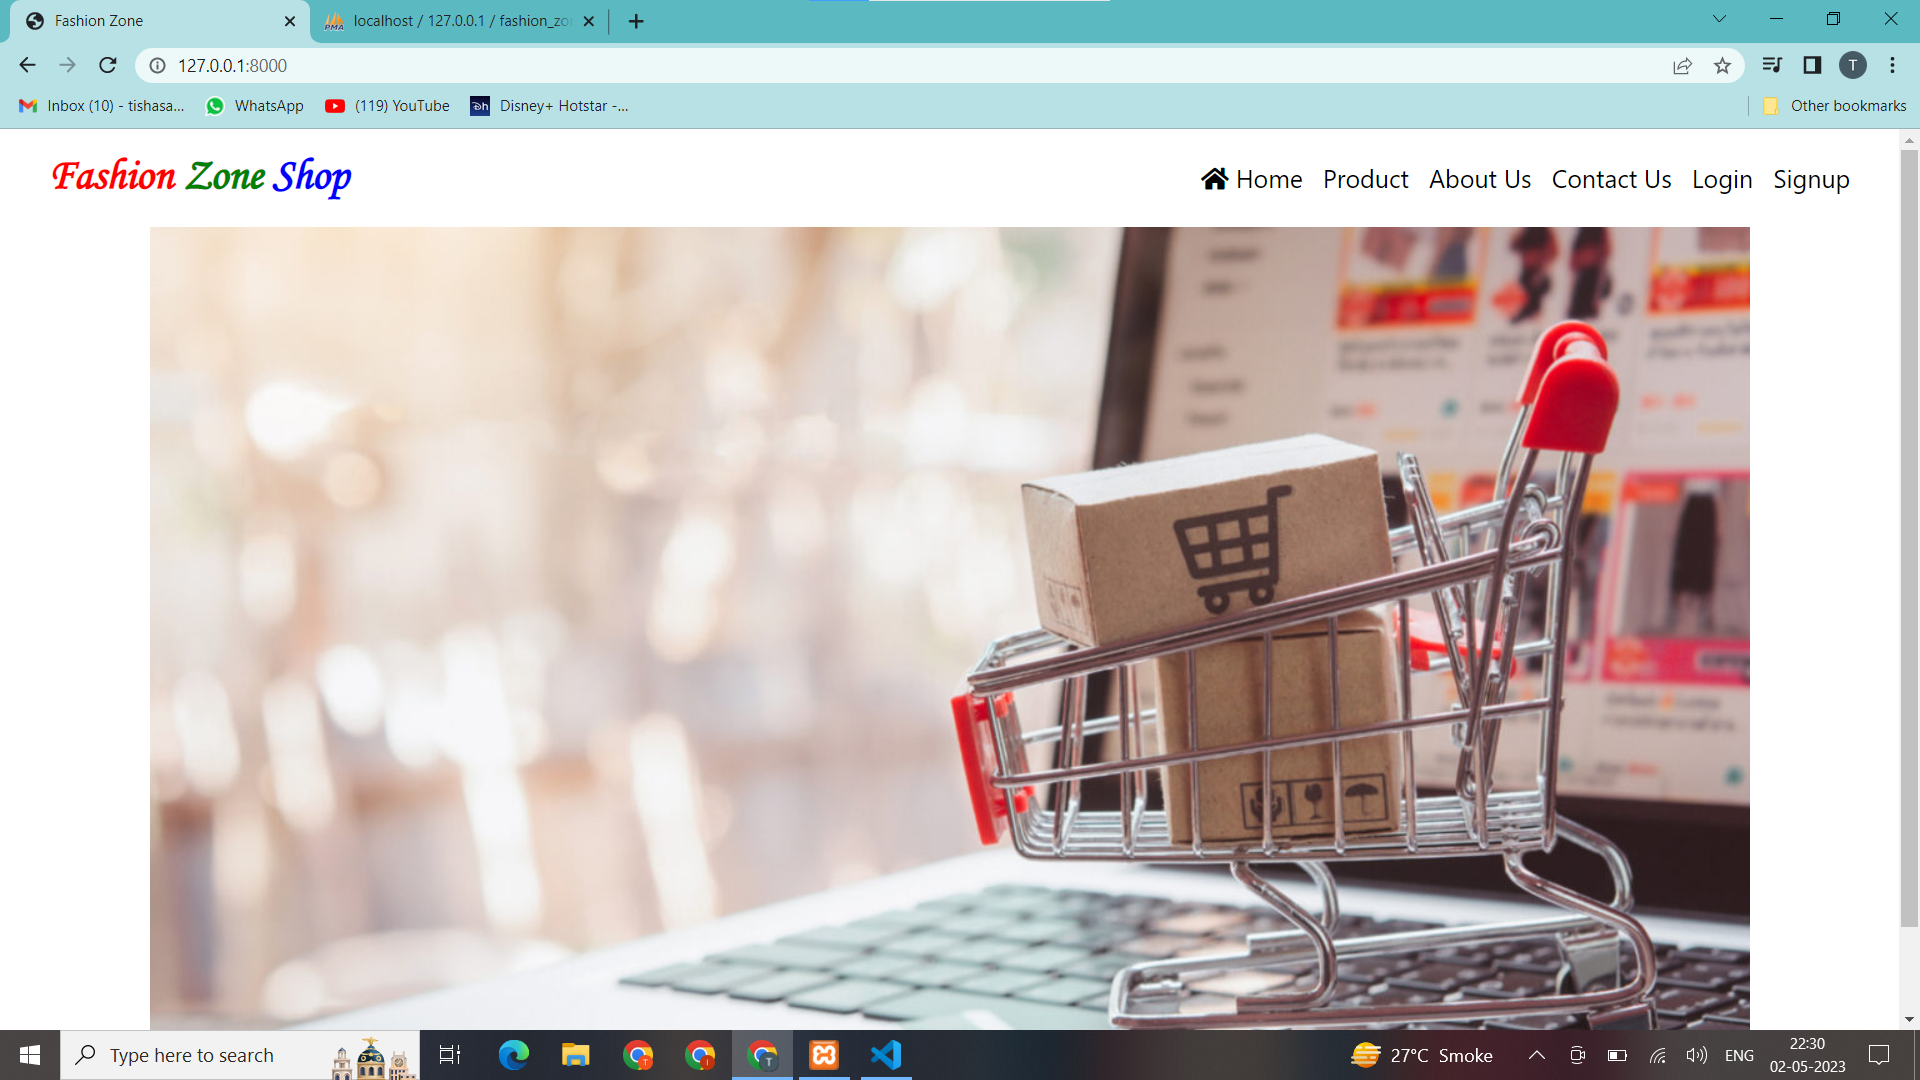 Fashion Zone
localhost / 127.0.0.1 / fashion_zo
127.0.0.1:8000
T
Inbox (10) - tishasa...
WhatsApp
(119) YouTube
Disney+ Hotstar -...
Other bookmarks
Fashion Zone Shop
Home Product About Us Contact Us Login Signup
Type here to search
27°C Smoke
ENG
22:30
02-05-2023